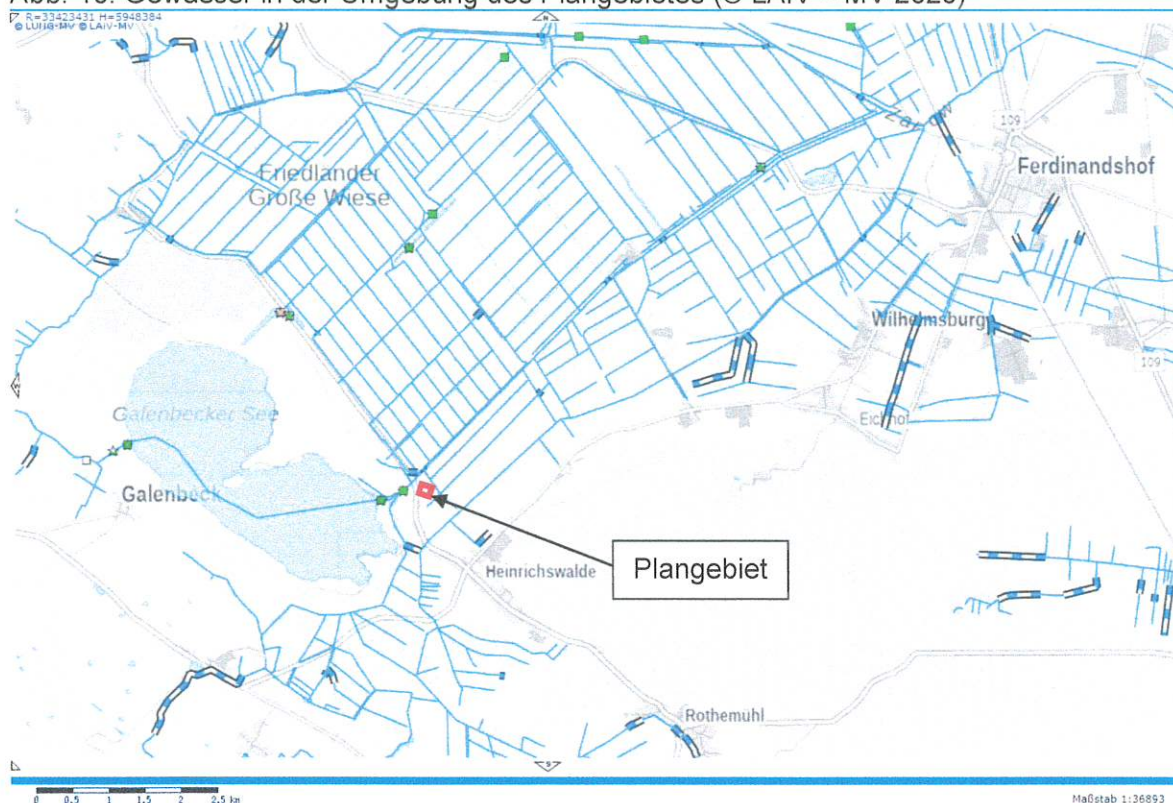 R=33423431 H=5948384
© LUNG-MV © LAiV-MV
Zarow
109
Ferdinandshof
Friedländer
Große Wiese
Wilhelmsburg
109
Eichhof
Galenbecker See
Galenbeck
Heinrichswalde
Plangebiet
Rothemühl
0 0.5 1 1.5 2 2.5 km
Maßstab 1:36893